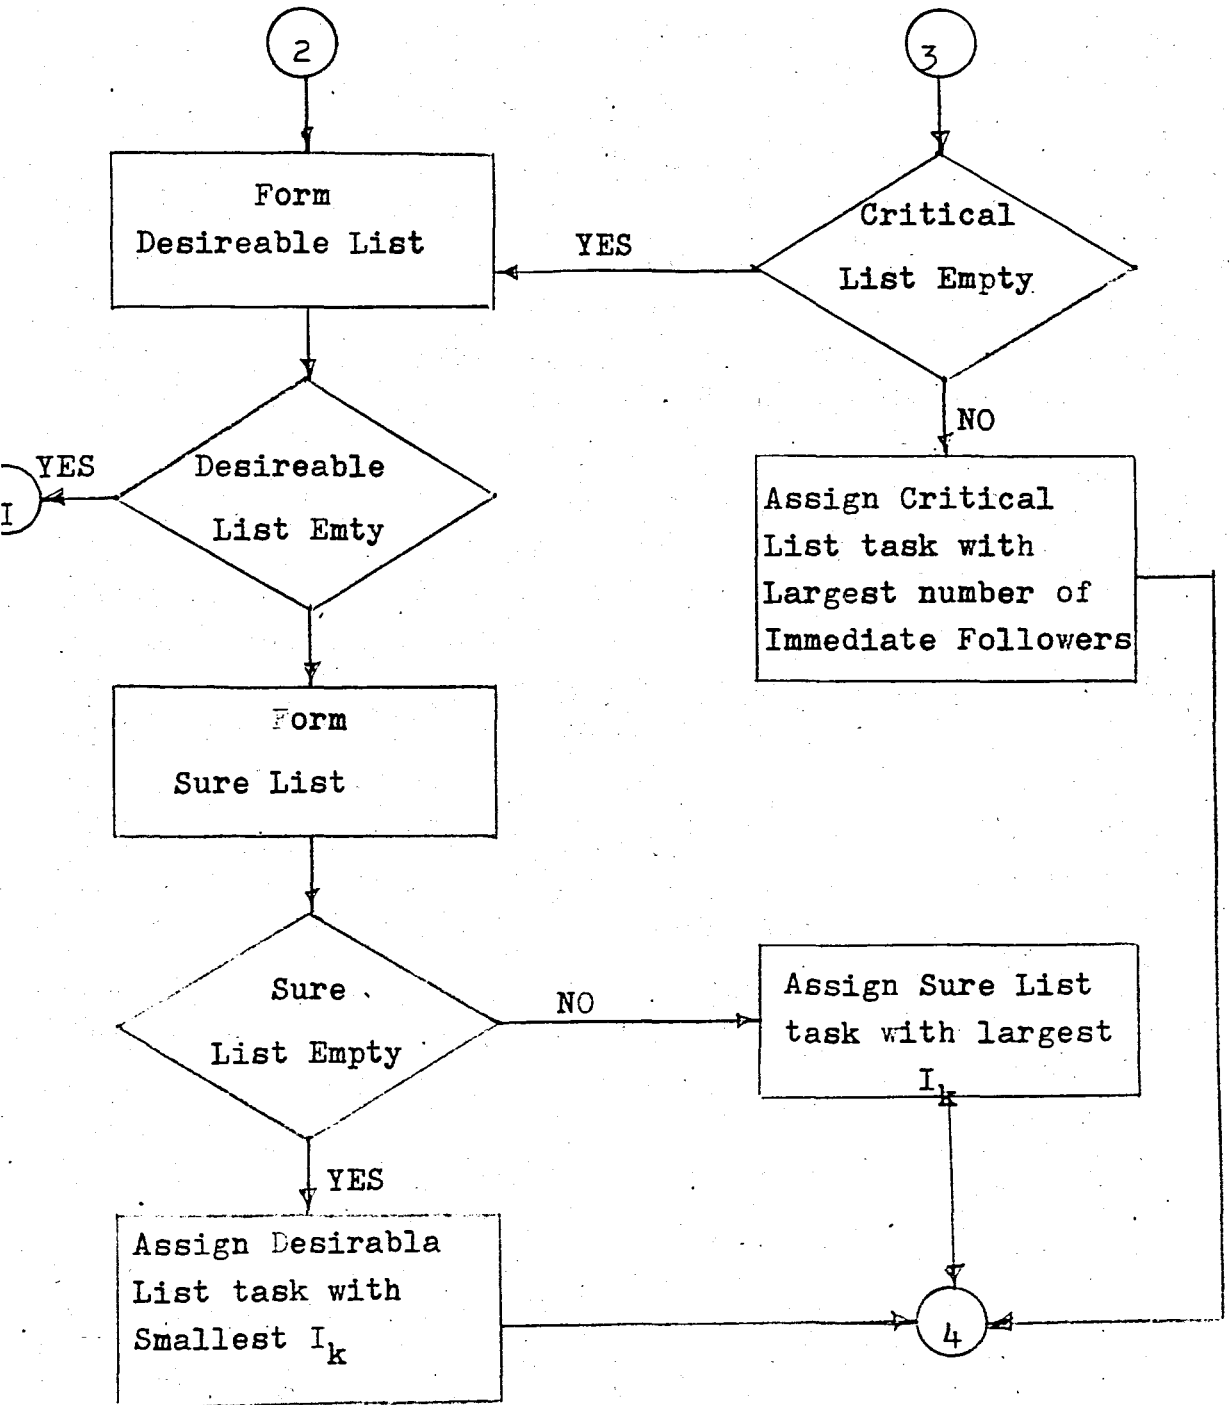 2
3
Form
Desireable List
YES
Critical
List Empty
NO
YES
I
Desireable
List Emty
Assign Critical
List task with
Largest number of
Immediate Followers
Form
Sure List
Sure
List Empty
NO
Assign Sure List
task with largest
Ik
YES
Assign Desirabla
List task with
Smallest Ik
4